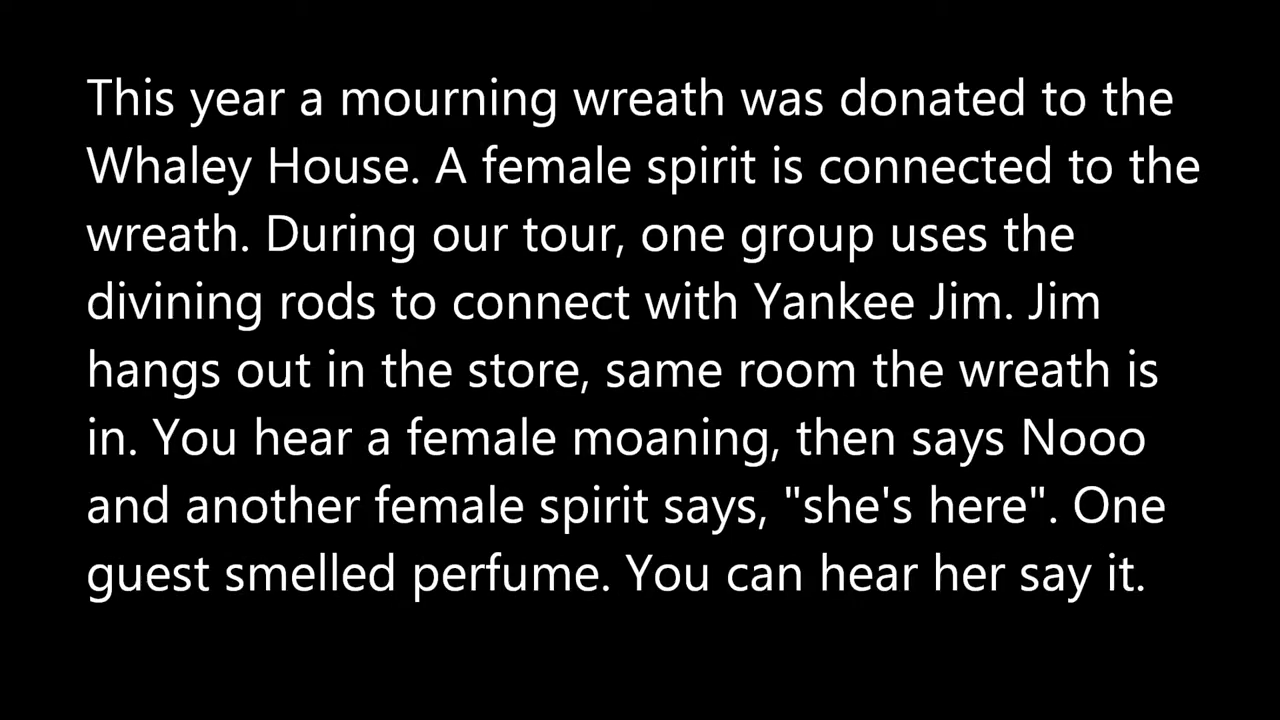 This year a mourning wreath was donated to the
Whaley House. A female spirit is connected to the
wreath. During our tour, one group uses the
divining rods to connect with Yankee Jim. Jim
hangs out in the store, same room the wreath is
in. You hear a female moaning, then says Nooo
and another female spirit says, "she's here". One
guest smelled perfume. You can hear her say it.